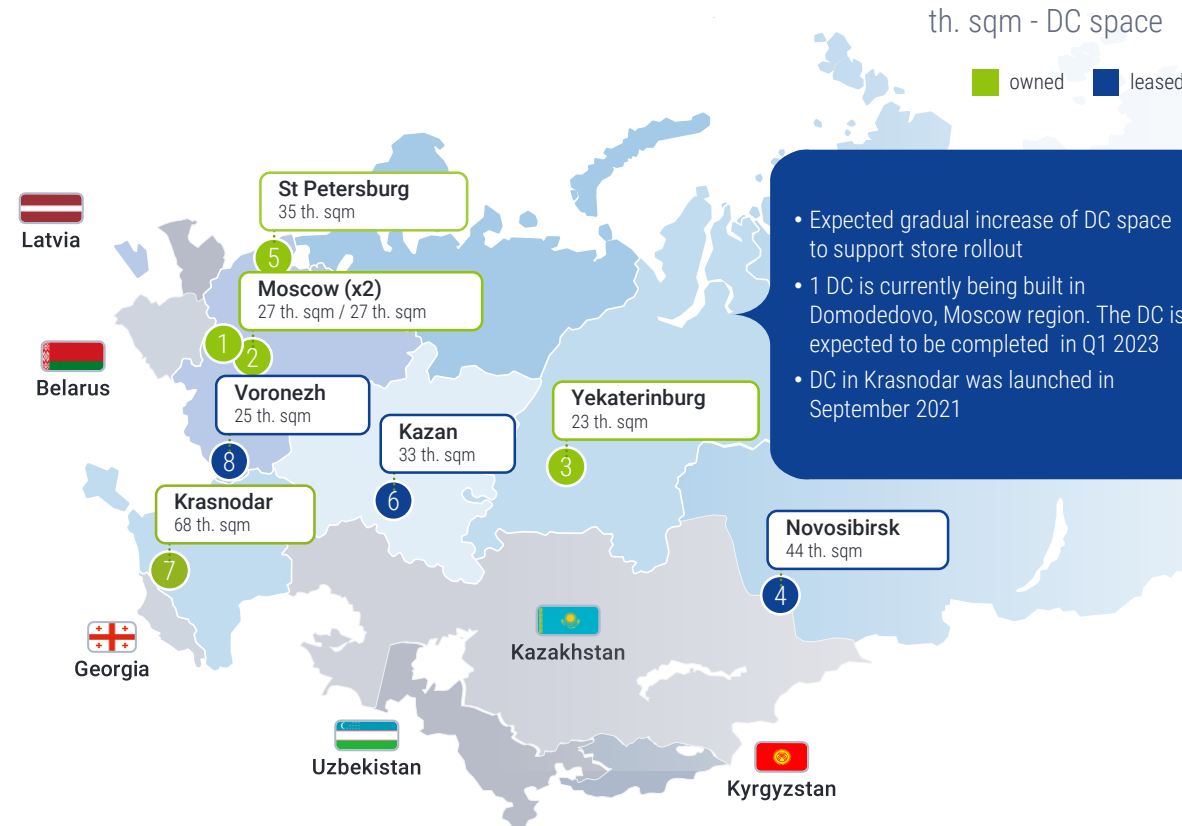 th. sqm - DC space
owned
leased
St Petersburg
35 th. sqm
Latvia
5
Moscow (x2)
27 th. sqm / 27 th. sqm
1
2
Belarus
Voronezh
25 th. sqm
8
Kazan
33 th. sqm
6
Yekaterinburg
23 th. sqm
3
• Expected gradual increase of DC space
to support store rollout
• 1 DC is currently being built in
Domodedovo, Moscow region. The DC is
expected to be completed in Q1 2023
• DC in Krasnodar was launched in
September 2021
Krasnodar
68 th. sqm
7
Novosibirsk
44 th. sqm
4
Georgia
Kazakhstan
Uzbekistan
Kyrgyzstan